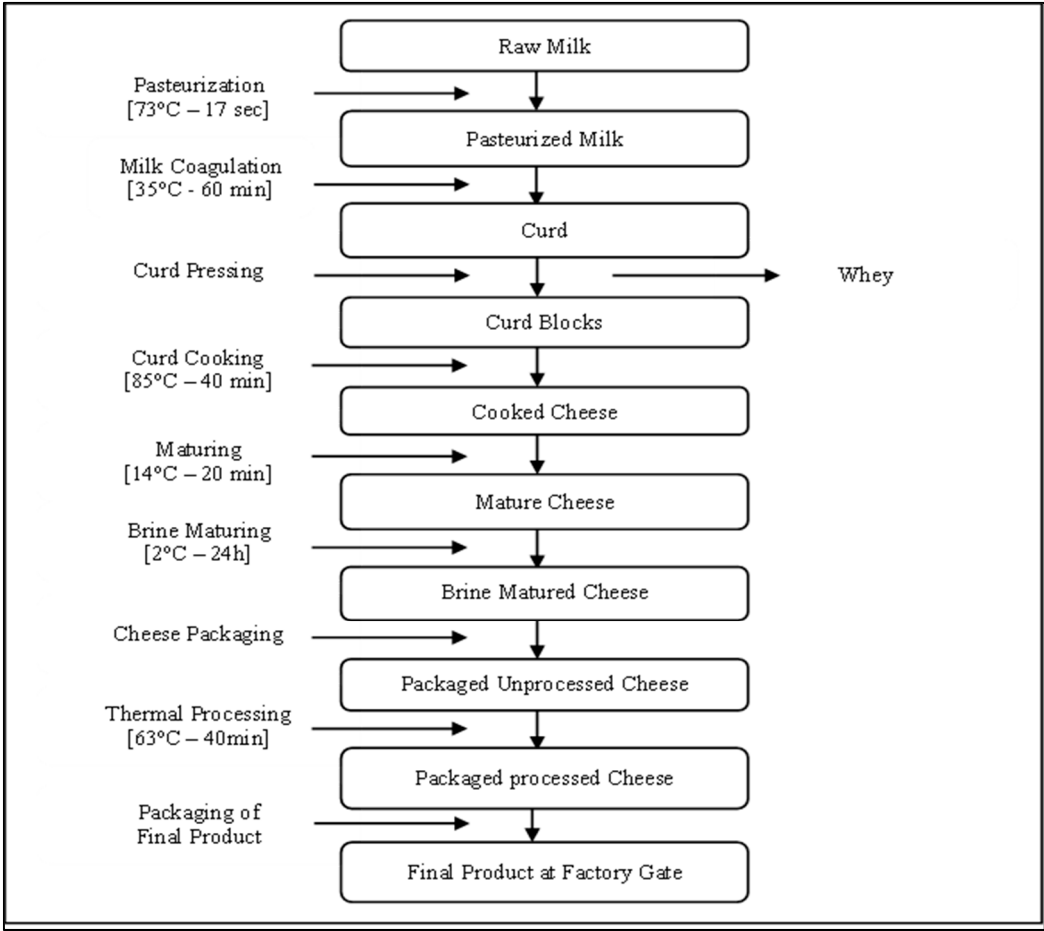 Raw Milk
Pasteurization
[73°C – 17 sec]
Pasteurized Milk
Milk Coagulation
[35°C - 60 min]
Curd
Curd Pressing
Whey
Curd Blocks
Curd Cooking
[85°C – 40 min]
Cooked Cheese
Maturing
[14°C – 20 min]
Mature Cheese
Brine Maturing
[2°C – 24h]
Brine Matured Cheese
Cheese Packaging
Packaged Unprocessed Cheese
Thermal Processing
[63°C – 40min]
Packaged processed Cheese
Packaging of
Final Product
Final Product at Factory Gate